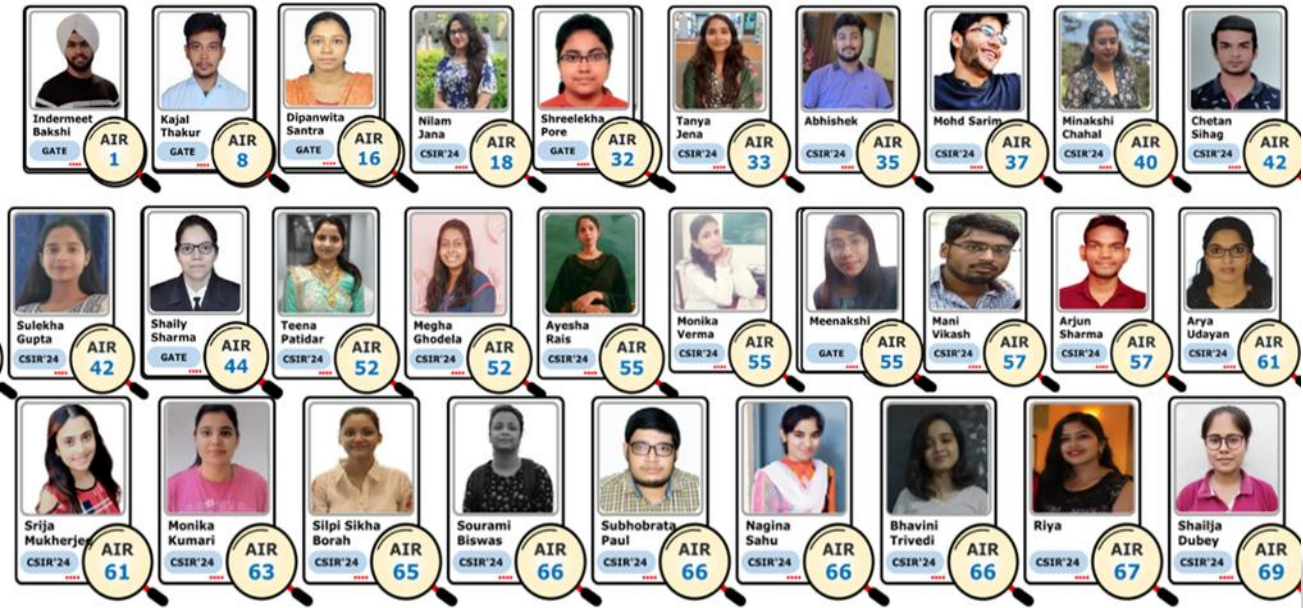 Indermeet
Bakshi
GATE
AIR
1
Kajal
Thakur
GATE
AIR
8
Dipanwita
Santra
GATE
AIR
16
Nilam
Jana
CSIR'24
AIR
18
Shreelekha
Pore
GATE
AIR
32
Tanya
Jena
CSIR'24
AIR
33
Abhishek
CSIR'24
AIR
35
Mohd Sarim
CSIR'24
AIR
37
Minakshi
Chahal
CSIR'24
AIR
40
Chetan
Sihag
CSIR'24
AIR
42
Sulekha
Gupta
CSIR'24
AIR
42
Shaily
Sharma
GATE
AIR
44
Teena
Patidar
CSIR'24
AIR
52
Megha
Ghodela
CSIR'24
AIR
52
Ayesha
Rais
CSIR'24
AIR
55
Monika
Verma
CSIR'24
AIR
55
Meenakshi
GATE
AIR
55
Mani
Vikash
CSIR'24
AIR
57
Arjun
Sharma
CSIR'24
AIR
57
Arya
Udayan
CSIR'24
AIR
61
Srija
Mukherjee
CSIR'24
AIR
61
Monika
Kumari
CSIR'24
AIR
63
Silpi Sikha
Borah
CSIR'24
AIR
65
Sourami
Biswas
CSIR'24
AIR
66
Subhobrata
Paul
CSIR'24
AIR
66
Nagina
Sahu
CSIR'24
AIR
66
Bhavini
Trivedi
CSIR'24
AIR
66
Riya
CSIR'24
AIR
67
Shailja
Dubey
CSIR'24
AIR
69